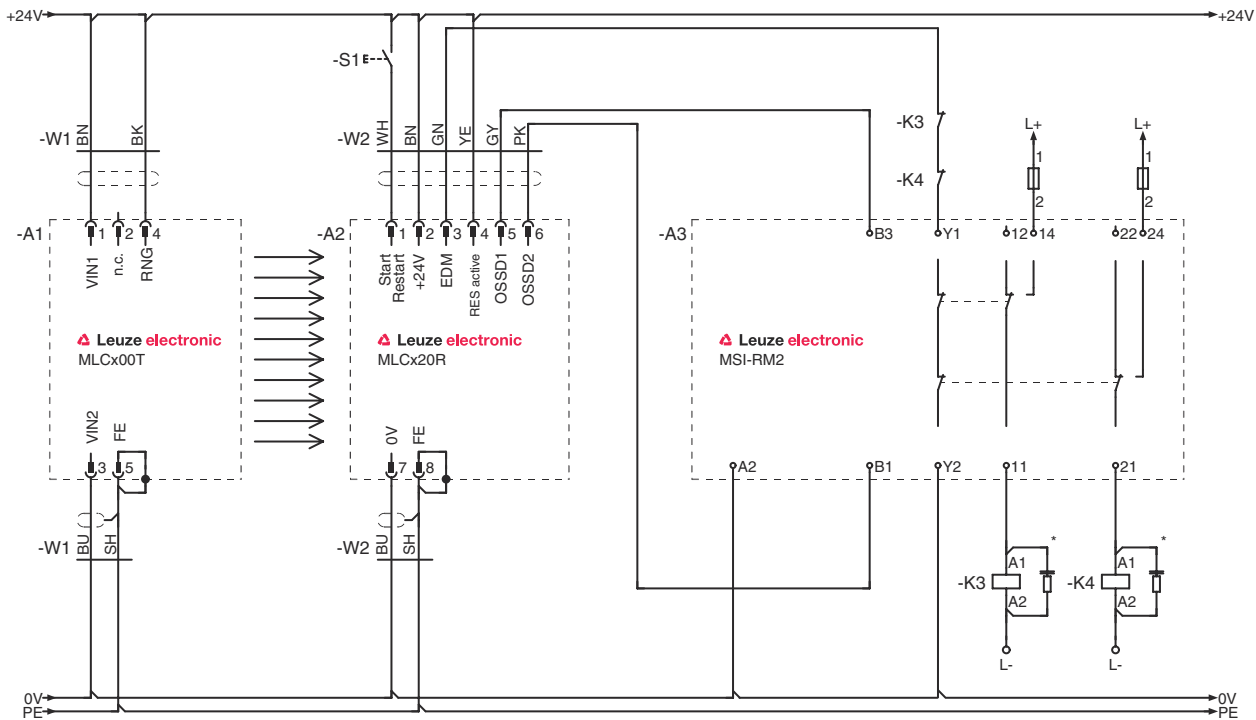 +24V
+24V
-S1
-W1
BN
BK
-W2
WH
BN
GN
YE
GY
PK
-K3
-K4
L+
L+
1
2
1
2
-A1
1
2
4
VIN1
n.c.
RNG
-A2
1
2
3
4
5
6
Start
Restart
+24V
EDM
RES active
OSSD1
OSSD2
-A3
B3
Y1
12
14
22
24
Leuze electronic
MLCx00T
Leuze electronic
MLCx20R
Leuze electronic
MSI-RM2
VIN2
FE
3
5
0V
FE
7
8
A2
B1
Y2
11
21
-W1
BU
SH
-W2
BU
SH
-K3
A1
A2
*
-K4
A1
A2
*
L-
L-
0V
0V
PE
PE